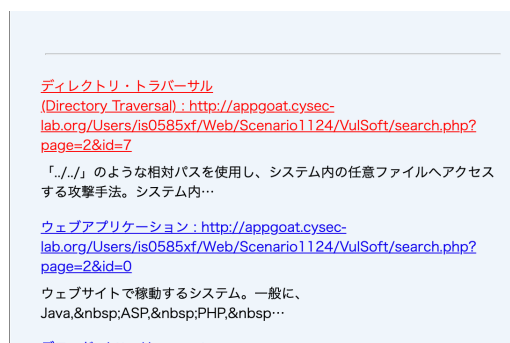 ディレクトリ・トラバーサル
(Directory Traversal) : http://appgoat.cysec-
lab.org/Users/is0585xf/Web/Scenario1124/VulSoft/search.php?
page=2&id=7
「../../」のような相対パスを使用し、システム内の任意ファイルへアクセス
する攻撃手法。システム内…
ウェブアプリケーション : http://appgoat.cysec-
lab.org/Users/is0585xf/Web/Scenario1124/VulSoft/search.php?
page=2&id=0
ウェブサイトで稼動するシステム。一般に、
Java,&nbsp;ASP,&nbsp;PHP,&nbsp…